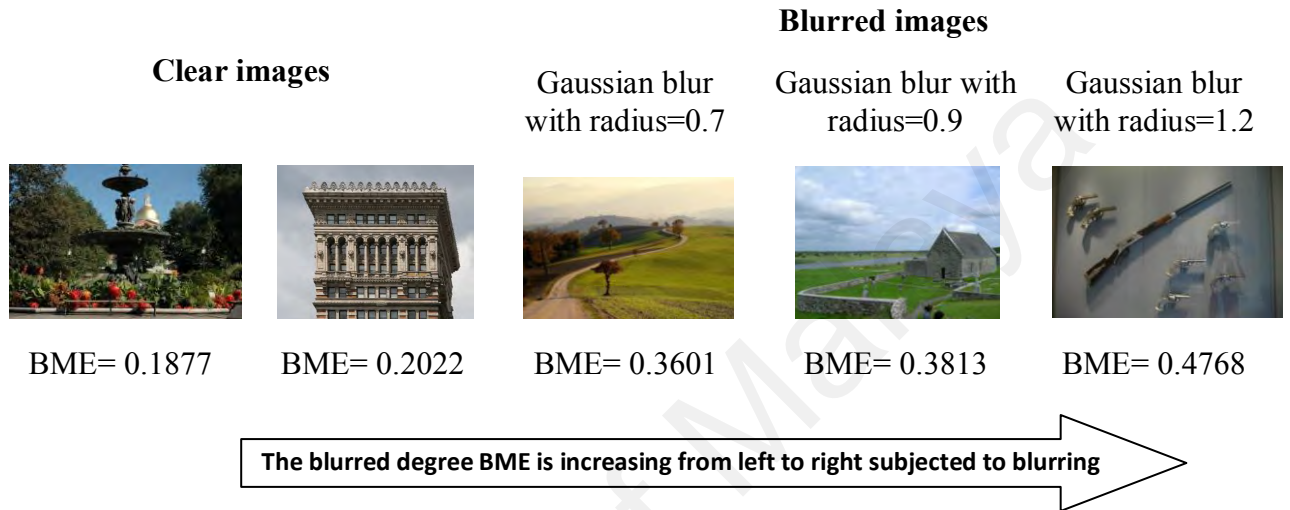 Blurred images
Clear images
Gaussian blur
with radius=0.7
Gaussian blur with
radius=0.9
Gaussian blur
with radius=1.2
BME= 0.1877
BME= 0.2022
BME= 0.3601
BME= 0.3813
BME= 0.4768
The blurred degree BME is increasing from left to right subjected to blurring